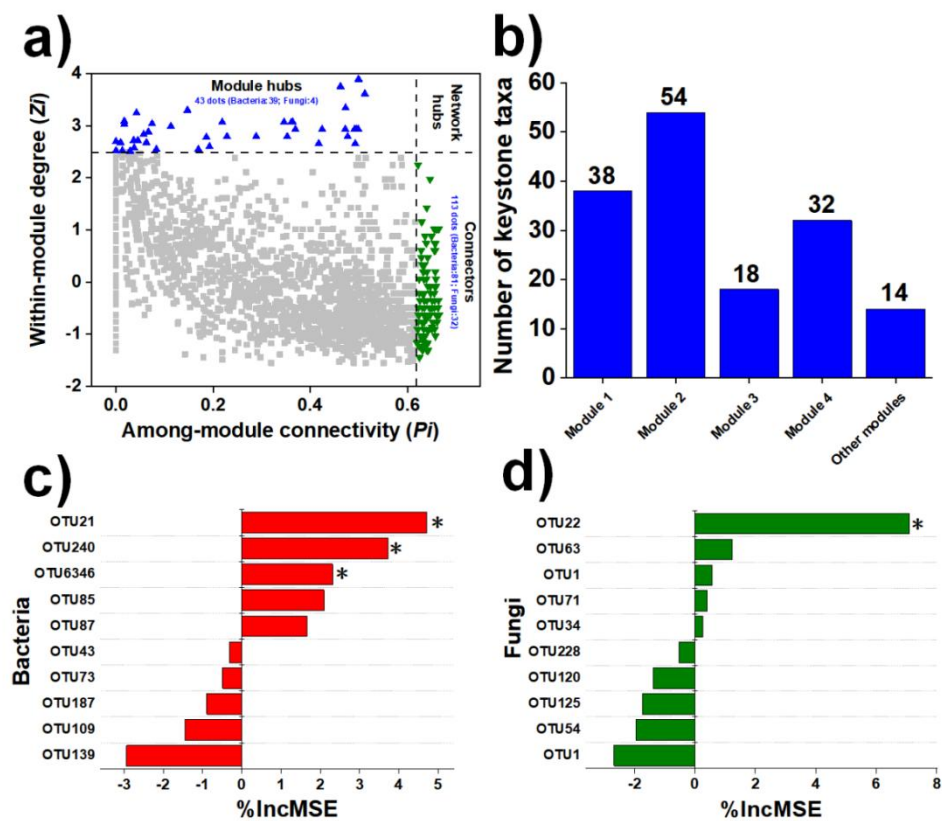 a)
Within-module degree (Zi)
4
3
2
1
0
-1
-2
Module hubs
43 dots (Bacteria:39; Fungi:4)
Network
hubs
Connectors
113 dots (Bacteria:81; Fungi:32)
0.0 0.2 0.4 0.6
Among-module connectivity (Pi)
b)
Number of keystone taxa
60
50
40
30
20
10
0
38
54
18
32
14
Module 1
Module 2
Module 3
Module 4
Other modules
c)
Bacteria
OTU21
OTU240
OTU6346
OTU85
OTU87
OTU43
OTU73
OTU187
OTU109
OTU139
*
*
*
-3 -2 -1 0 1 2 3 4 5
%IncMSE
d)
Fungi
OTU22
OTU63
OTU1
OTU71
OTU34
OTU228
OTU120
OTU125
OTU54
OTU1
*
-2 0 2 4 6 8
%IncMSE